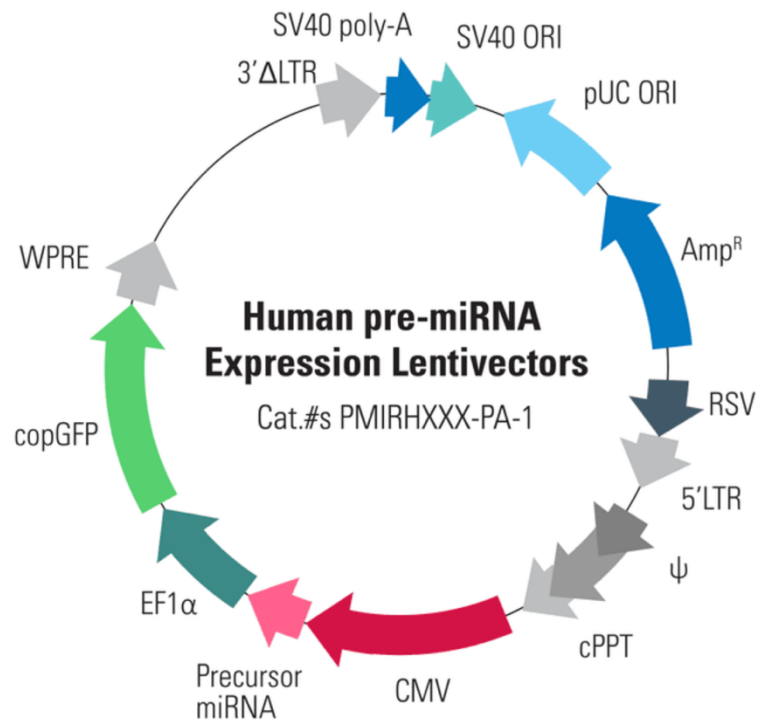 SV40 poly-A
SV40 ORI
3'ΔLTR
pUC ORI
WPRE
Amp^R
Human pre-miRNA
Expression Lentivectors
Cat.#s PMIRHXXX-PA-1
RSV
copGFP
5'LTR
ψ
EF1α
cPPT
Precursor
miRNA
CMV